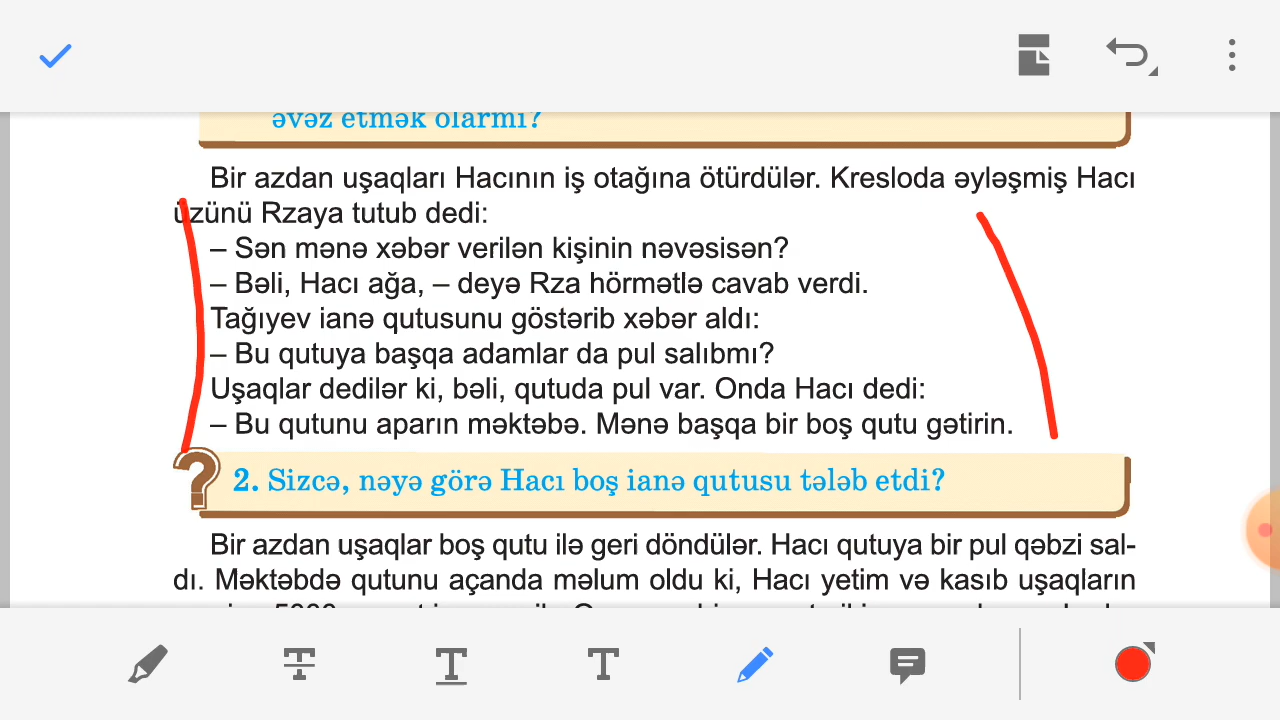 əvəz etmək olarmı?
Bir azdan uşaqları Hacının iş otağına ötürdülər. Kresloda əyləşmiş Hacı
üzünü Rzaya tutub dedi:
– Sən mənə xəbər verilən kişinin nəvəsisən?
– Bəli, Hacı ağa, – deyə Rza hörmətlə cavab verdi.
Tağıyev ianə qutusunu göstərib xəbər aldı:
– Bu qutuya başqa adamlar da pul salıbmı?
Uşaqlar dedilər ki, bəli, qutuda pul var. Onda Hacı dedi:
– Bu qutunu aparın məktəbə. Mənə başqa bir boş qutu gətirin.
2. Sizcə, nəyə görə Hacı boş ianə qutusu tələb etdi?
Bir azdan uşaqlar boş qutu ilə geri döndülər. Hacı qutuya bir pul qəbzi sal-
dı. Məktəbdə qutunu açanda məlum oldu ki, Hacı yetim və kasıb uşaqların